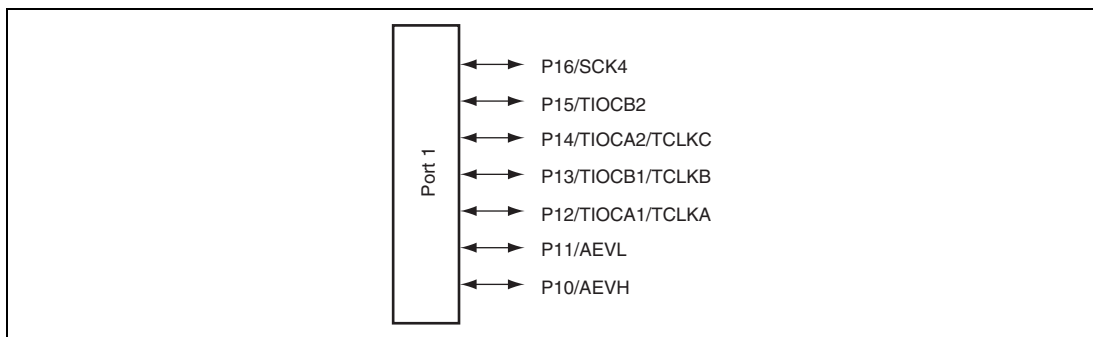 Port 1
P16/SCK4
P15/TIOCB2
P14/TIOCA2/TCLKC
P13/TIOCB1/TCLKB
P12/TIOCA1/TCLKA
P11/AEVL
P10/AEVH